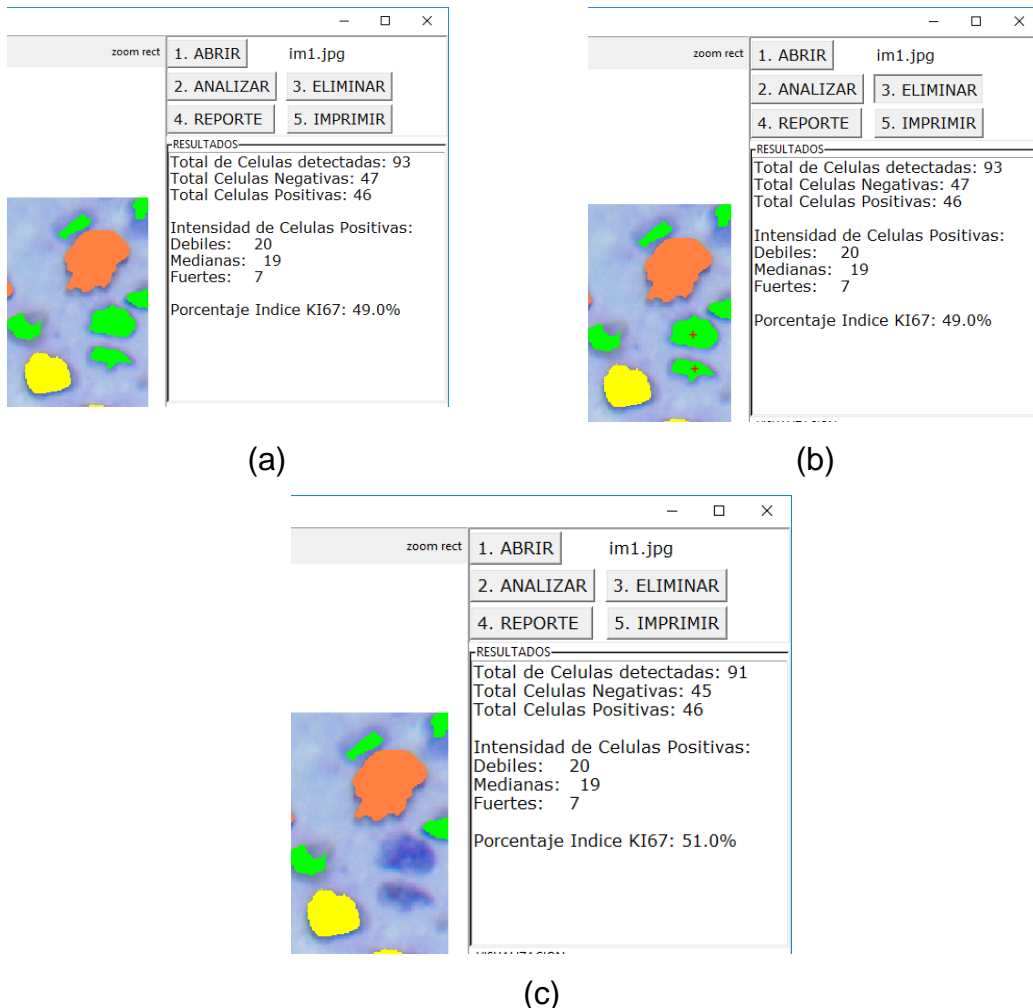 zoom rect 1. ABRIR im1.jpg
2. ANALIZAR 3. ELIMINAR
4. REPORTE 5. IMPRIMIR
RESULTADOS
Total de Celulas detectadas: 93
Total Celulas Negativas: 47
Total Celulas Positivas: 46
Intensidad de Celulas Positivas:
Debiles: 20
Medianas: 19
Fuertes: 7
Porcentaje Indice KI67: 49.0%
(a)
zoom rect 1. ABRIR im1.jpg
2. ANALIZAR 3. ELIMINAR
4. REPORTE 5. IMPRIMIR
RESULTADOS
Total de Celulas detectadas: 93
Total Celulas Negativas: 47
Total Celulas Positivas: 46
Intensidad de Celulas Positivas:
Debiles: 20
Medianas: 19
Fuertes: 7
Porcentaje Indice KI67: 49.0%
(b)
zoom rect 1. ABRIR im1.jpg
2. ANALIZAR 3. ELIMINAR
4. REPORTE 5. IMPRIMIR
RESULTADOS
Total de Celulas detectadas: 91
Total Celulas Negativas: 45
Total Celulas Positivas: 46
Intensidad de Celulas Positivas:
Debiles: 20
Medianas: 19
Fuertes: 7
Porcentaje Indice KI67: 51.0%
(c)